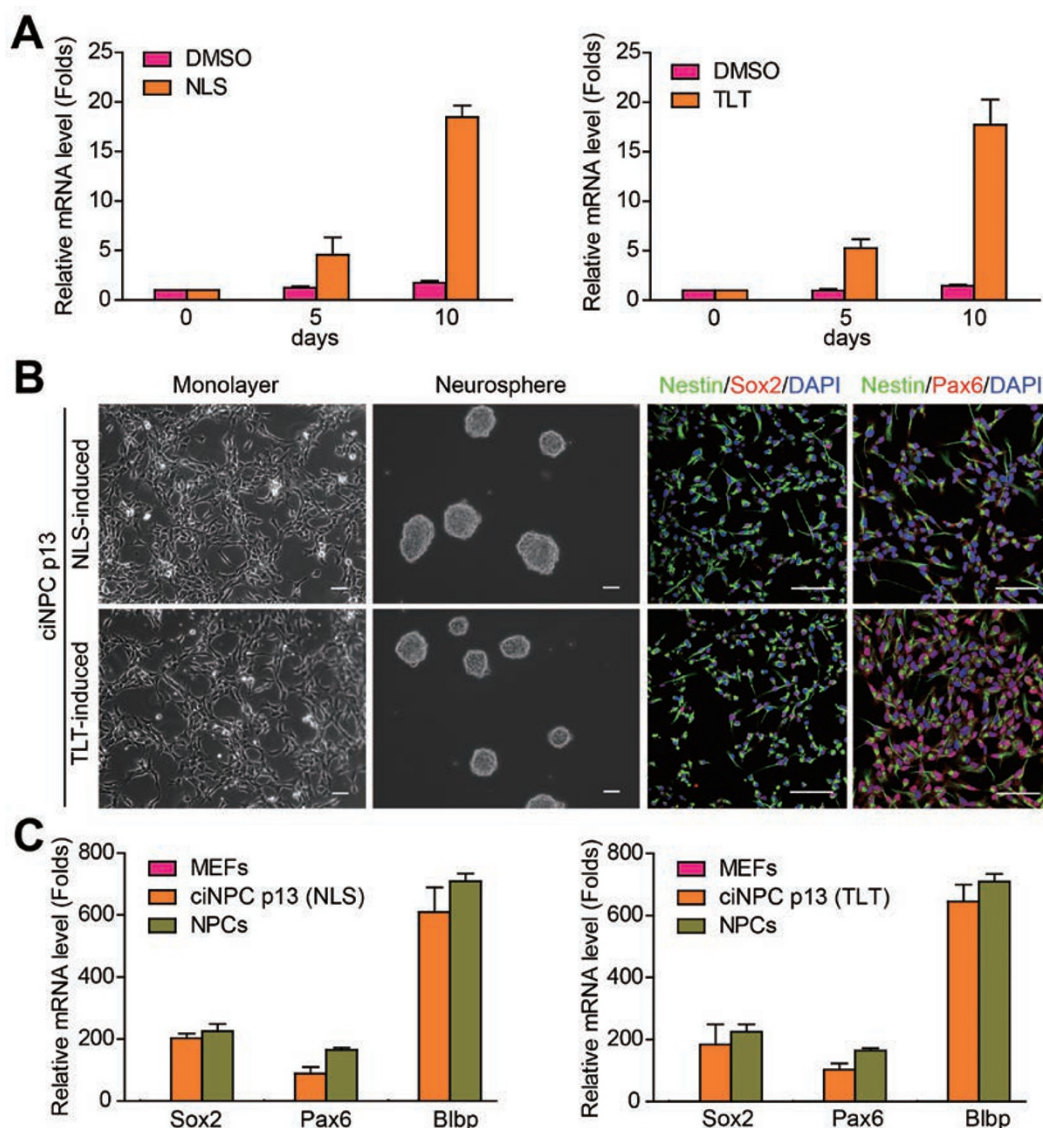 A
Relative mRNA level (Folds)
25
20
15
10
5
0
DMSO
NLS
0 5 10
days
Relative mRNA level (Folds)
25
20
15
10
5
0
DMSO
TLT
0 5 10
days
B
Monolayer Neurosphere Nestin/Sox2/DAPI Nestin/Pax6/DAPI
ciNPC p13
NLS-induced
TLT-induced
C
Relative mRNA level (Folds)
800
600
400
200
0
MEFs
ciNPC p13 (NLS)
NPCs
Sox2 Pax6 Blbp
Relative mRNA level (Folds)
800
600
400
200
0
MEFs
ciNPC p13 (TLT)
NPCs
Sox2 Pax6 Blbp